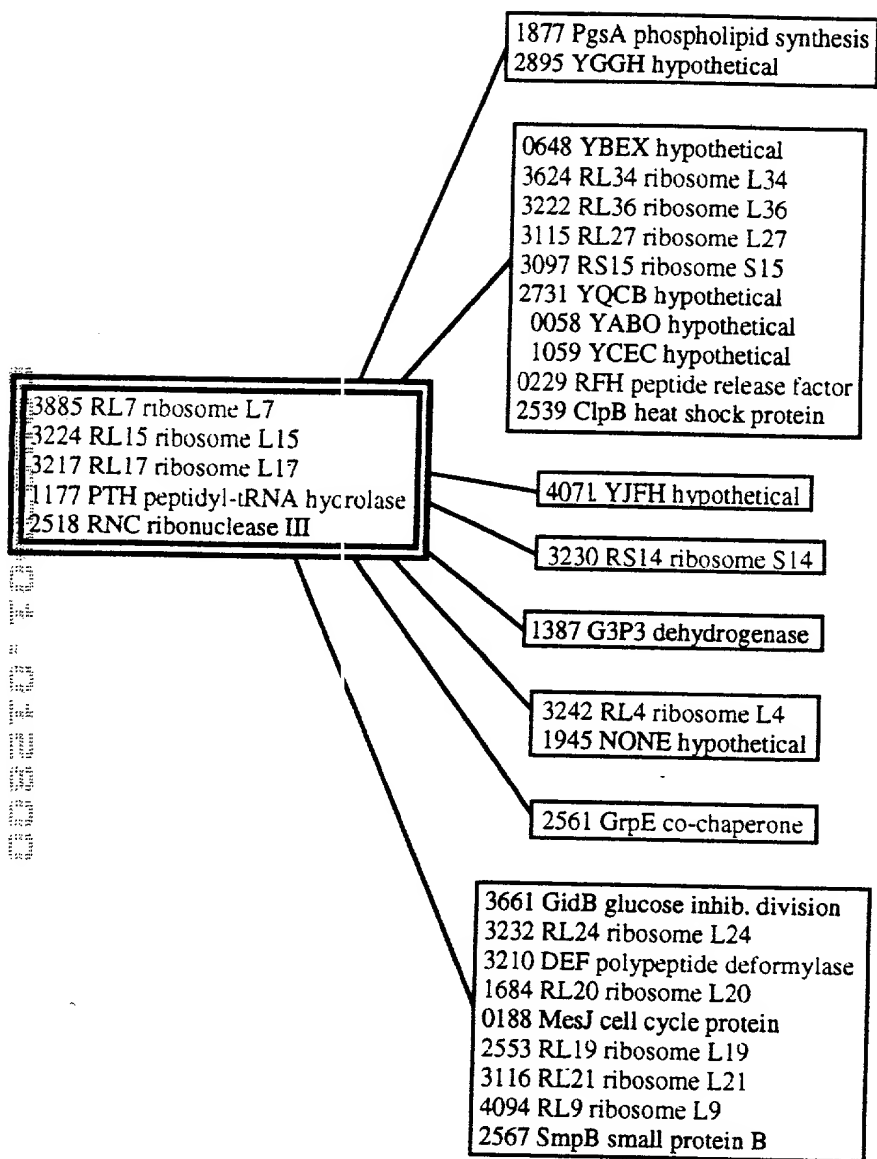 1877 PgsA phospholipid synthesis
2895 YGGH hypothetical
0648 YBEX hypothetical
3624 RL34 ribosome L34
3222 RL36 ribosome L36
3115 RL27 ribosome L27
3097 RS15 ribosome S15
2731 YQCB hypothetical
0058 YABO hypothetical
1059 YCEC hypothetical
0229 RFH peptide release factor
2539 ClpB heat shock protein
3885 RL7 ribosome L7
3224 RL15 ribosome L15
3217 RL17 ribosome L17
1177 PTH peptidyl-tRNA hycrolase
2518 RNC ribonuclease III
4071 YJFH hypothetical
3230 RS14 ribosome S14
1387 G3P3 dehydrogenase
3242 RL4 ribosome L4
1945 NONE hypothetical
2561 GrpE co-chaperone
3661 GidB glucose inhib. division
3232 RL24 ribosome L24
3210 DEF polypeptide deformylase
1684 RL20 ribosome L20
0188 MesJ cell cycle protein
2553 RL19 ribosome L19
3116 RL21 ribosome L21
4094 RL9 ribosome L9
2567 SmpB small protein B